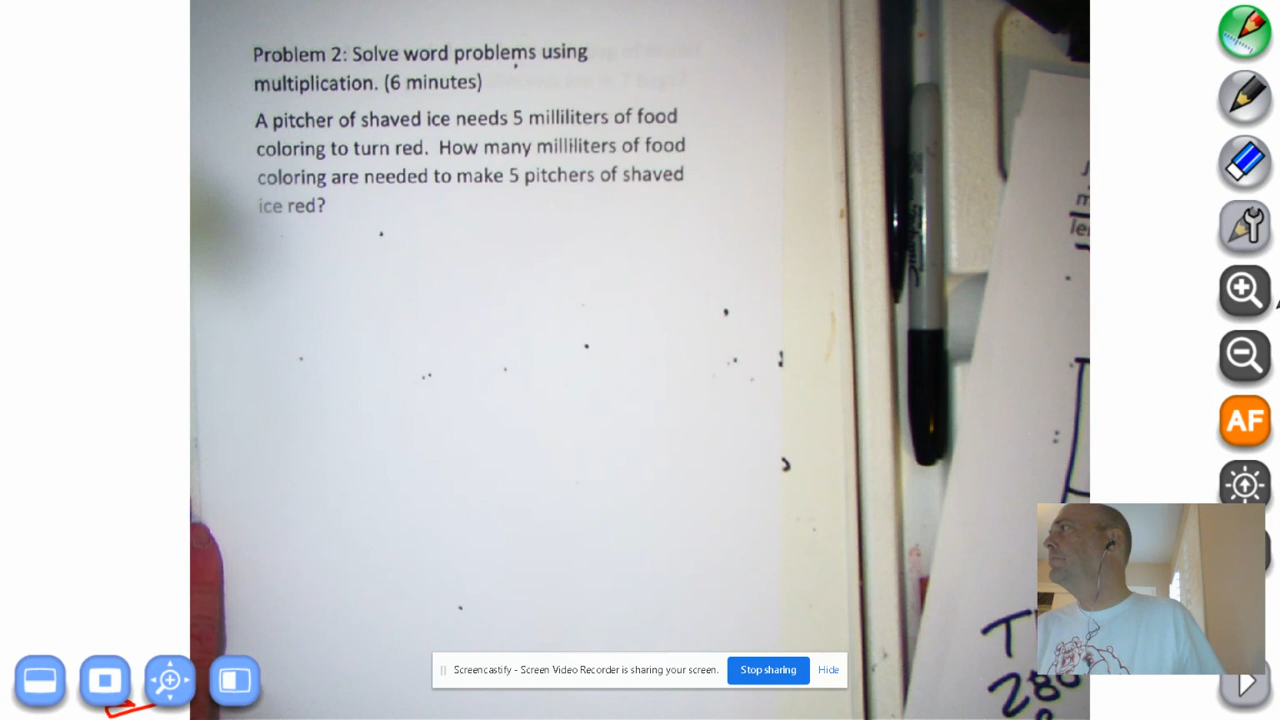 Problem 2: Solve word problems using
multiplication. (6 minutes)
A pitcher of shaved ice needs 5 milliliters of food
coloring to turn red. How many milliliters of food
coloring are needed to make 5 pitchers of shaved
ice red?
AF
Screencastify - Screen Video Recorder is sharing your screen.
Stop sharing
Hide
280